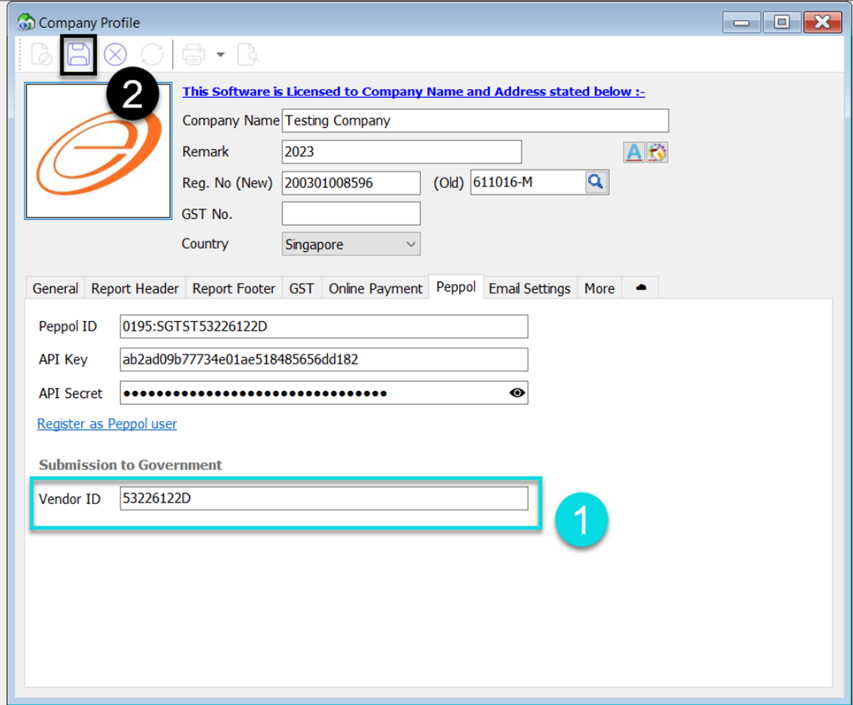 Company Profile
2
This Software is Licensed to Company Name and Address stated below :-
Company Name Testing Company
Remark 2023
A
Reg. No (New) 200301008596 (Old) 611016-M
GST No.
Country Singapore
General Report Header Report Footer GST Online Payment Peppol Email Settings More
Peppol ID 0195:SGTST53226122D
API Key ab2ad09b77734e01ae518485656dd182
API Secret ••••••••••••••••••••••••••••••••
Register as Peppol user
Submission to Government
Vendor ID 53226122D
1